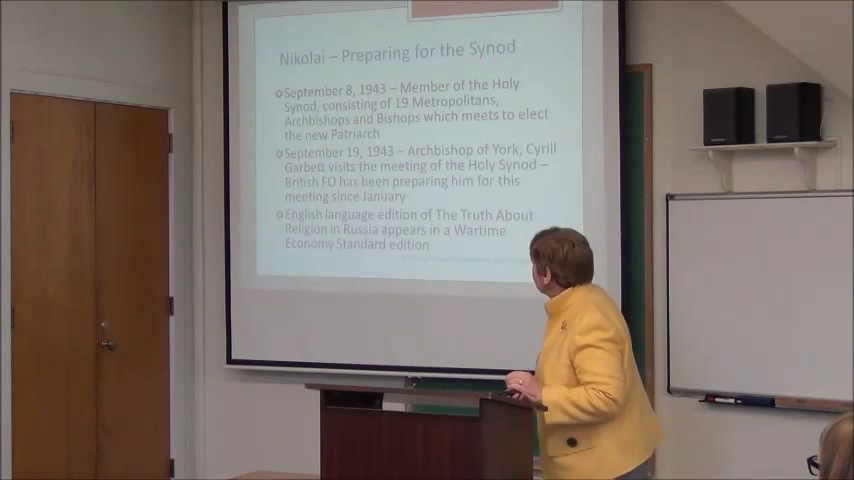 Nikolai – Preparing for the Synod
September 8, 1943 – Member of the Holy
Synod, consisting of 19 Metropolitans,
Archbishops and Bishops which meets to elect
the new Patriarch
September 19, 1943 – Archbishop of York, Cyrill
Garbett visits the meeting of the Holy Synod –
British FO has been preparing him for this
meeting since January
English language edition of The Truth About
Religion in Russia appears in a Wartime
Economy Standard edition